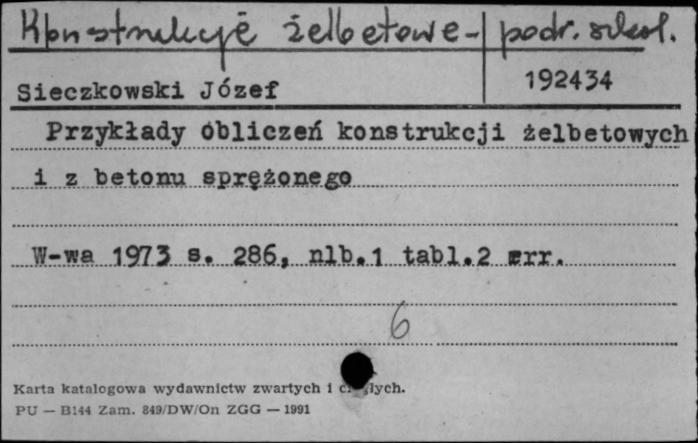 Konstrukcje żelbetowe - podr. szkol.
Sieczkowski Józef
192434
Przykłady obliczeń konstrukcji żelbetowych
i z betonu sprężonego
W-wa 1973 s. 286, nlb.1 tabl.2 err.
6
Karta katalogowa wydawnictw zwartych i
PU — B144 Zam. 849/DW/On ZGG — 1991